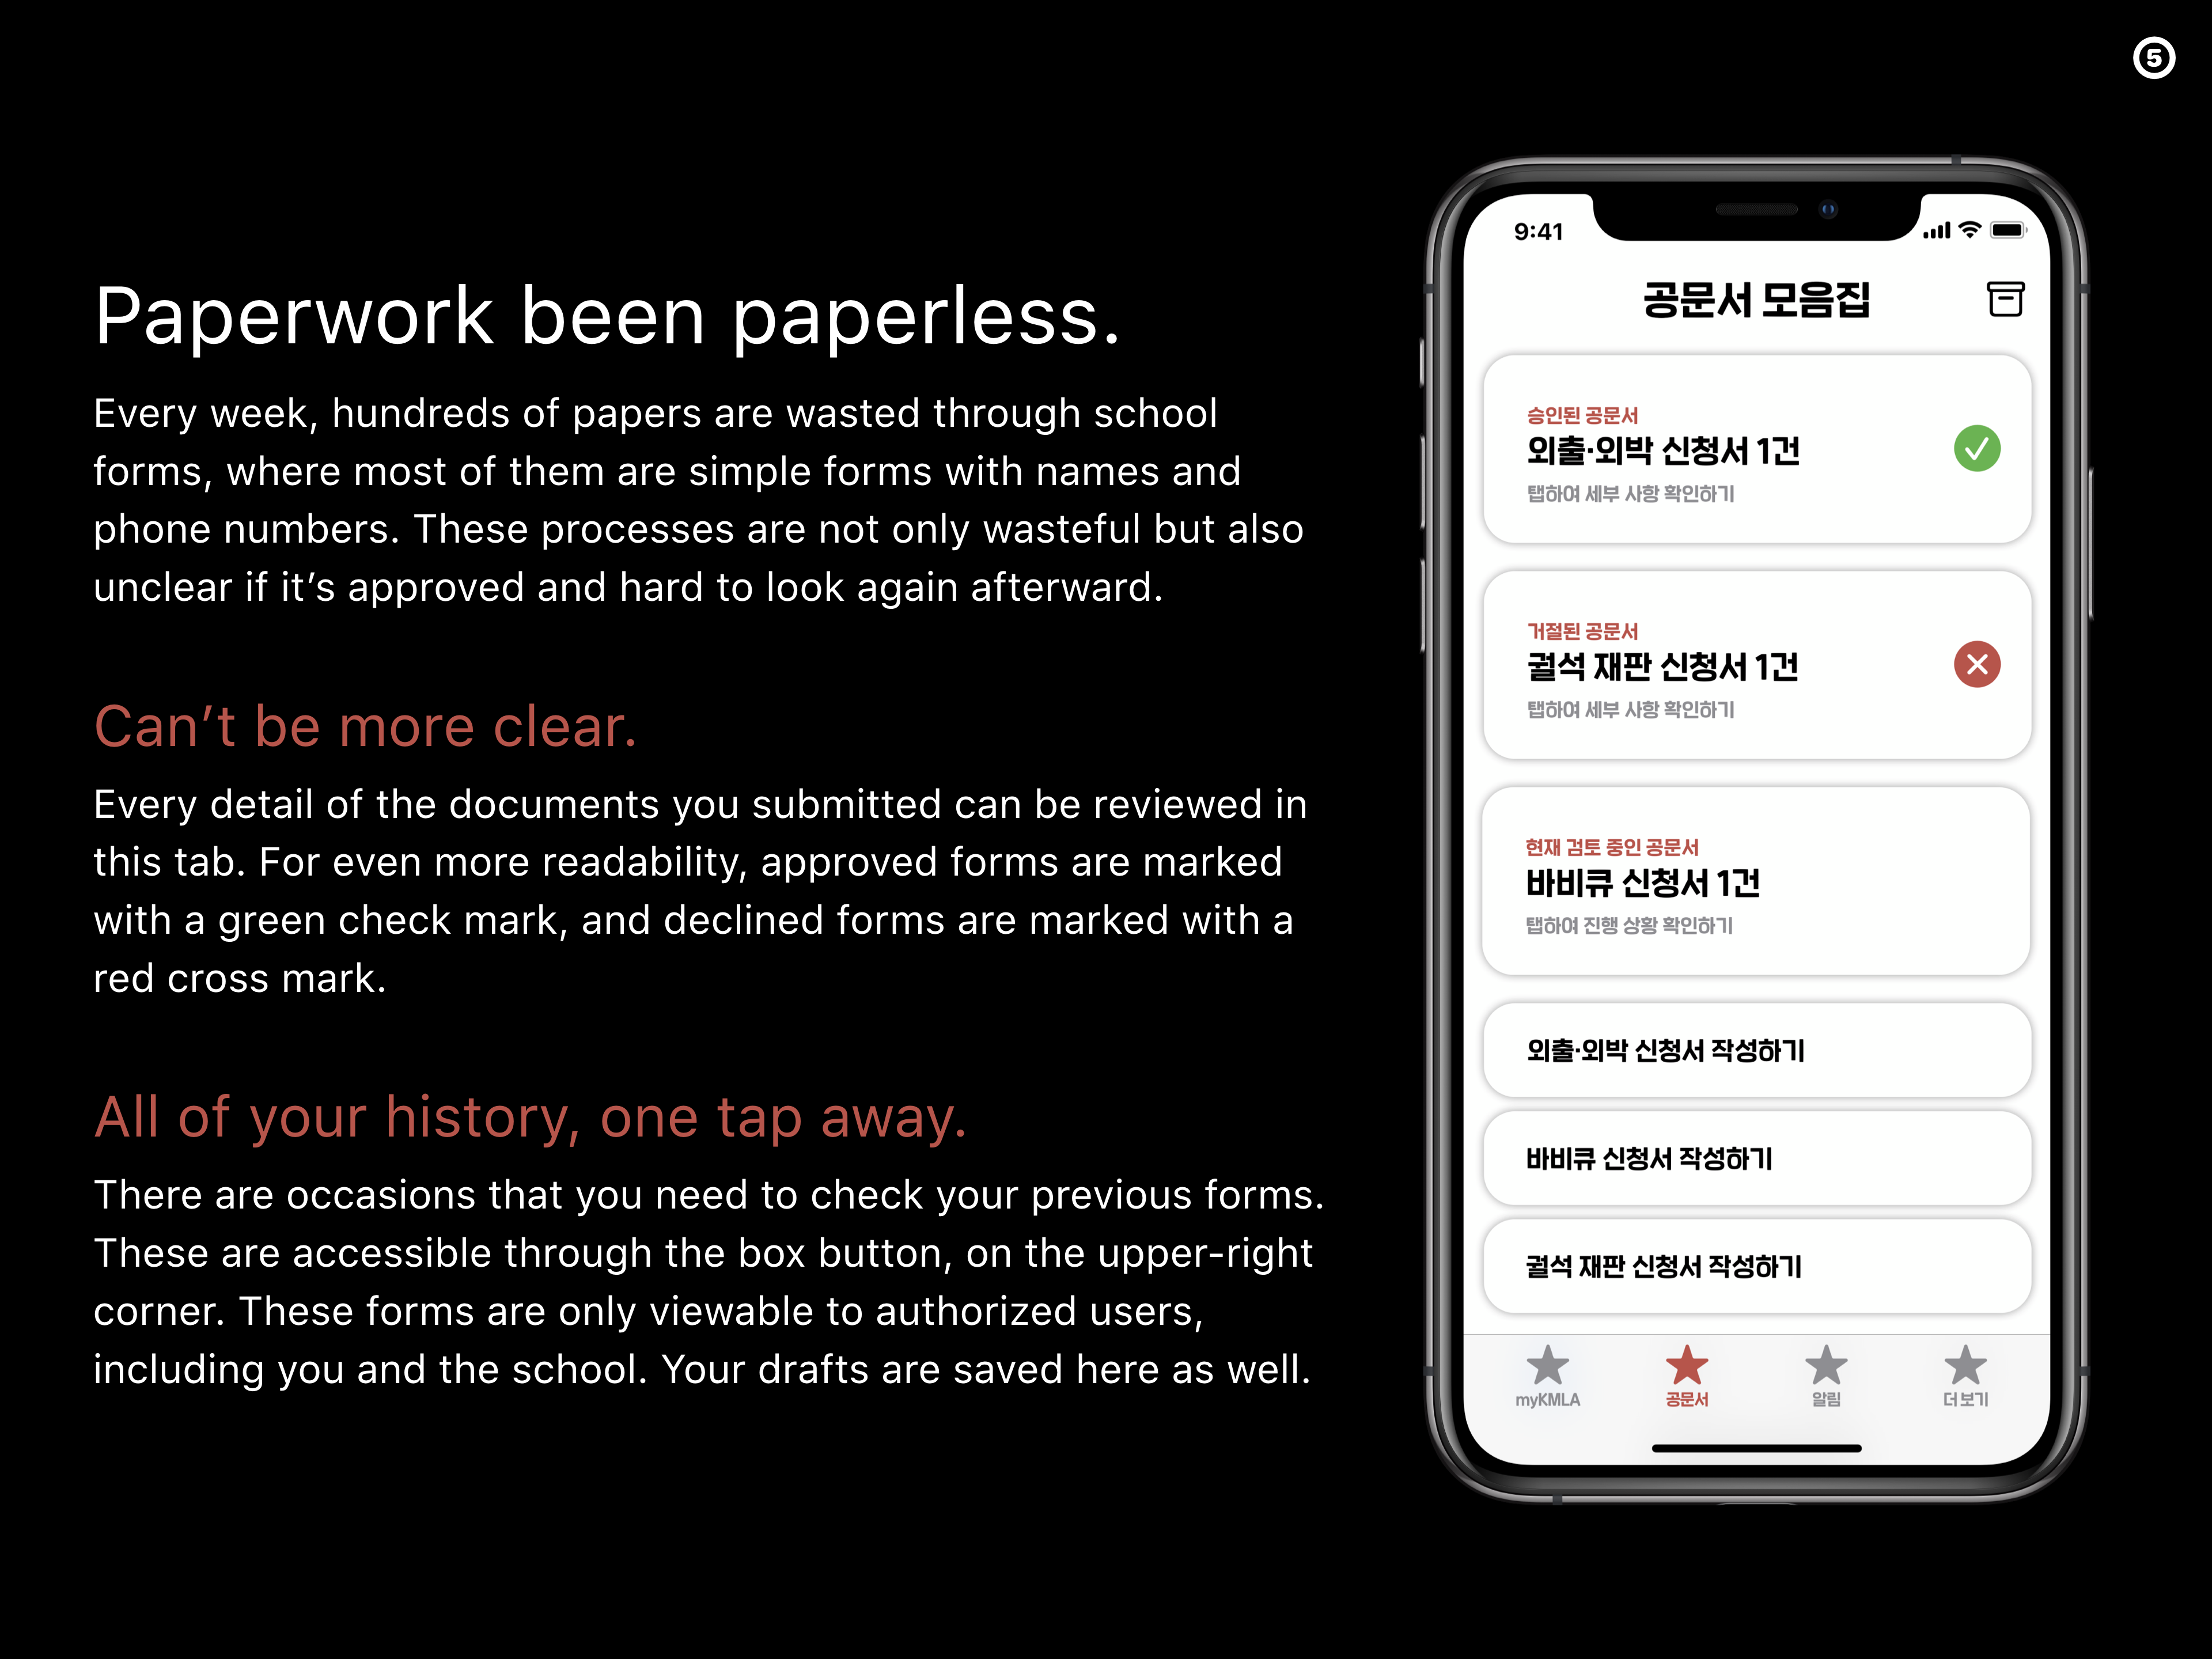 5
Paperwork been paperless.
Every week, hundreds of papers are wasted through school
forms, where most of them are simple forms with names and
phone numbers. These processes are not only wasteful but also
unclear if it’s approved and hard to look again afterward.
Can’t be more clear.
Every detail of the documents you submitted can be reviewed in
this tab. For even more readability, approved forms are marked
with a green check mark, and declined forms are marked with a
red cross mark.
All of your history, one tap away.
There are occasions that you need to check your previous forms.
These are accessible through the box button, on the upper-right
corner. These forms are only viewable to authorized users,
including you and the school. Your drafts are saved here as well.
9:41
공문서 모음집
승인된 공문서
외출·외박 신청서 1건
탭하여 세부 사항 확인하기
거절된 공문서
궐석 재판 신청서 1건
탭하여 세부 사항 확인하기
현재 검토 중인 공문서
바비큐 신청서 1건
탭하여 진행 상황 확인하기
외출·외박 신청서 작성하기
바비큐 신청서 작성하기
궐석 재판 신청서 작성하기
myKMLA 공문서 알림 더보기